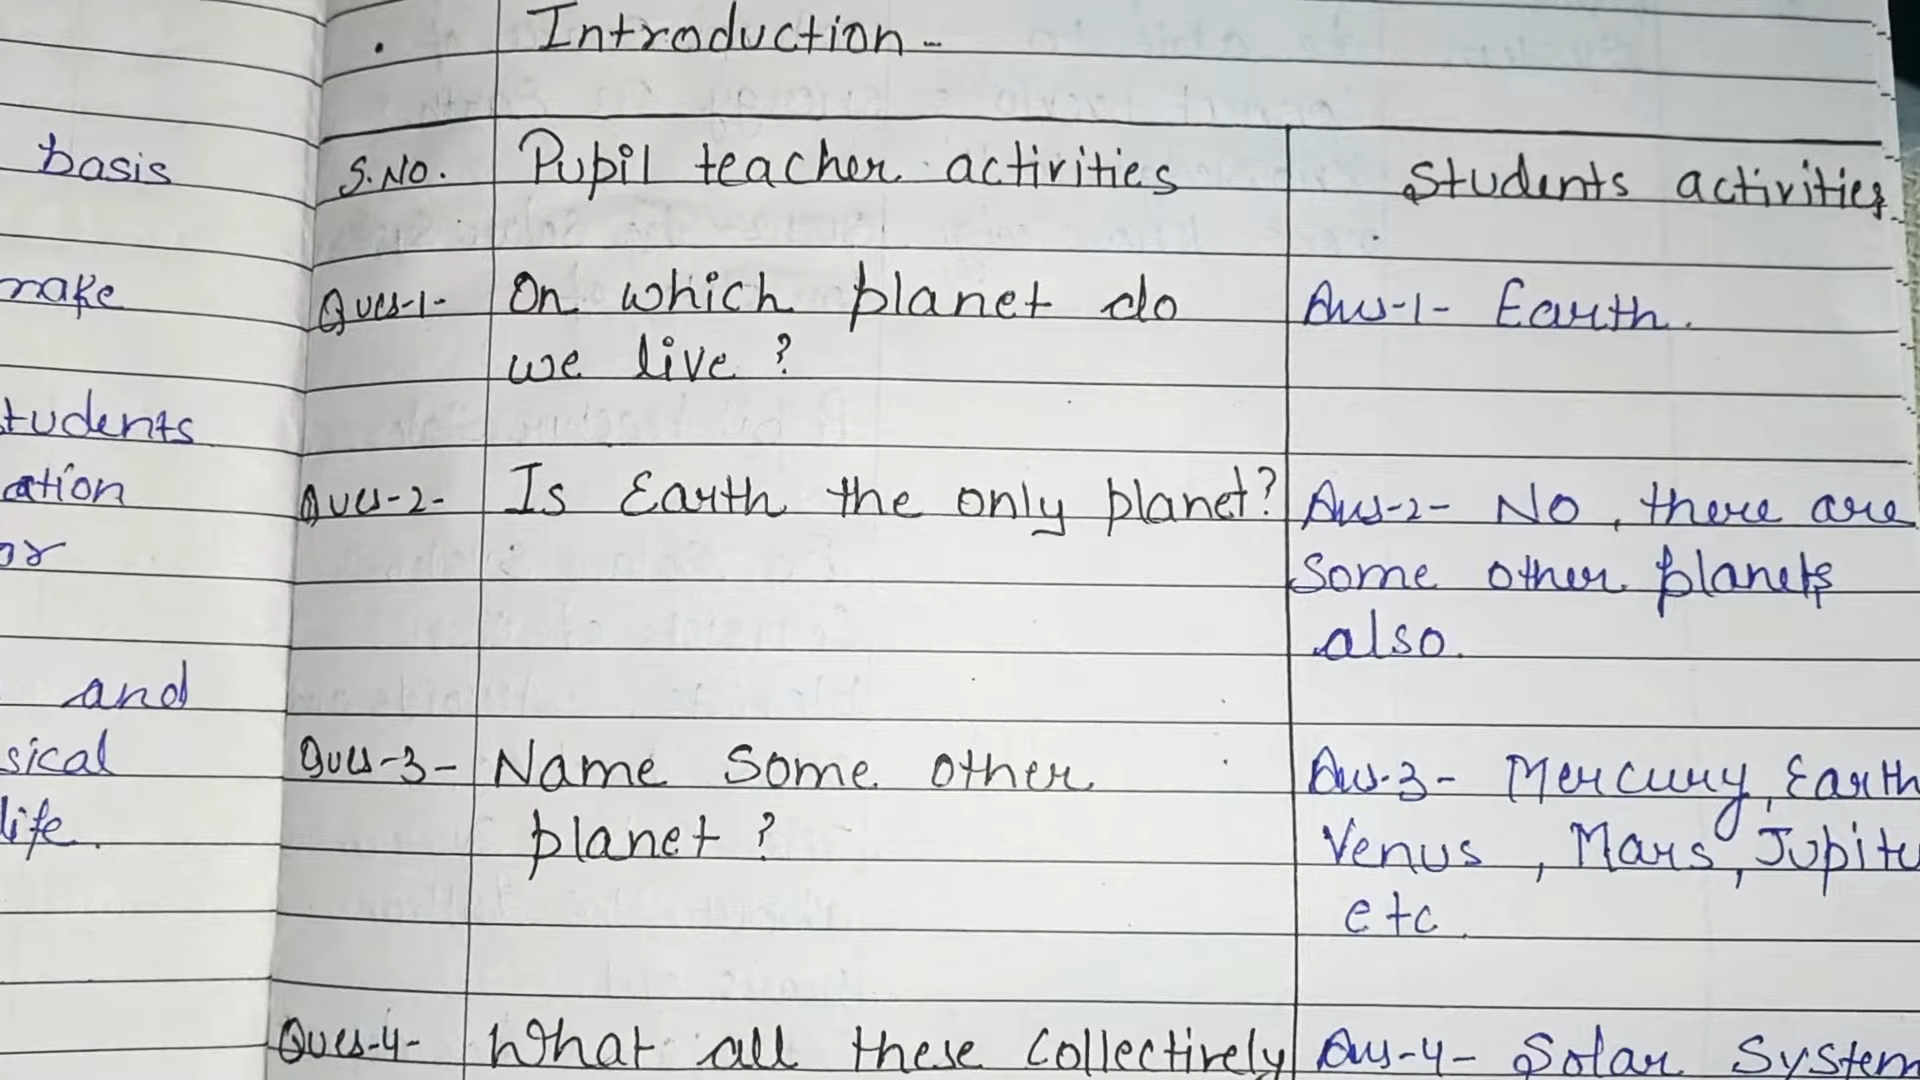 basis
make
tudents
ation
or
and
sical
life.
Introduction -
S.No. Pupil teacher activities Students activities
Ques-1- On which planet do Ans-1- Earth.
we live ?
Ques-2- Is Earth the only planet? Ans-2- No, there are
Some other planets
also.
Ques-3- Name Some other Ans-3- Mercury, Earth
planet ? Venus, Mars, Jupite
etc.
Ques-4- What all these Collectively Ans-4- Solar System